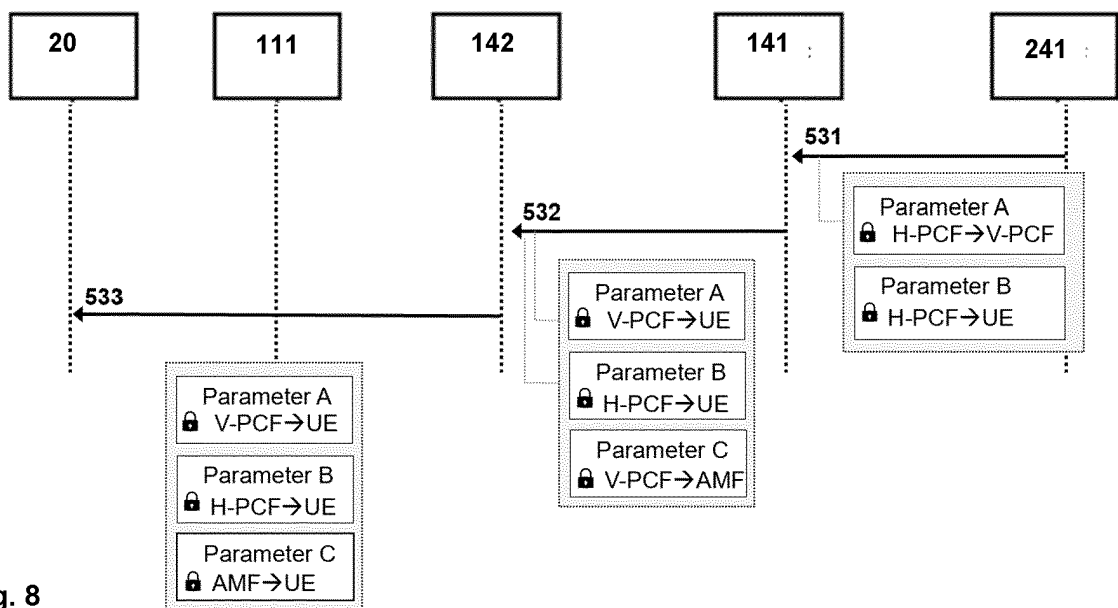 20
111
142
141 :
241 :
531
Parameter A
H-PCF→V-PCF
Parameter B
H-PCF→UE
532
Parameter A
V-PCF→UE
Parameter B
H-PCF→UE
Parameter C
V-PCF→AMF
533
Parameter A
V-PCF→UE
Parameter B
H-PCF→UE
Parameter C
AMF→UE
g. 8